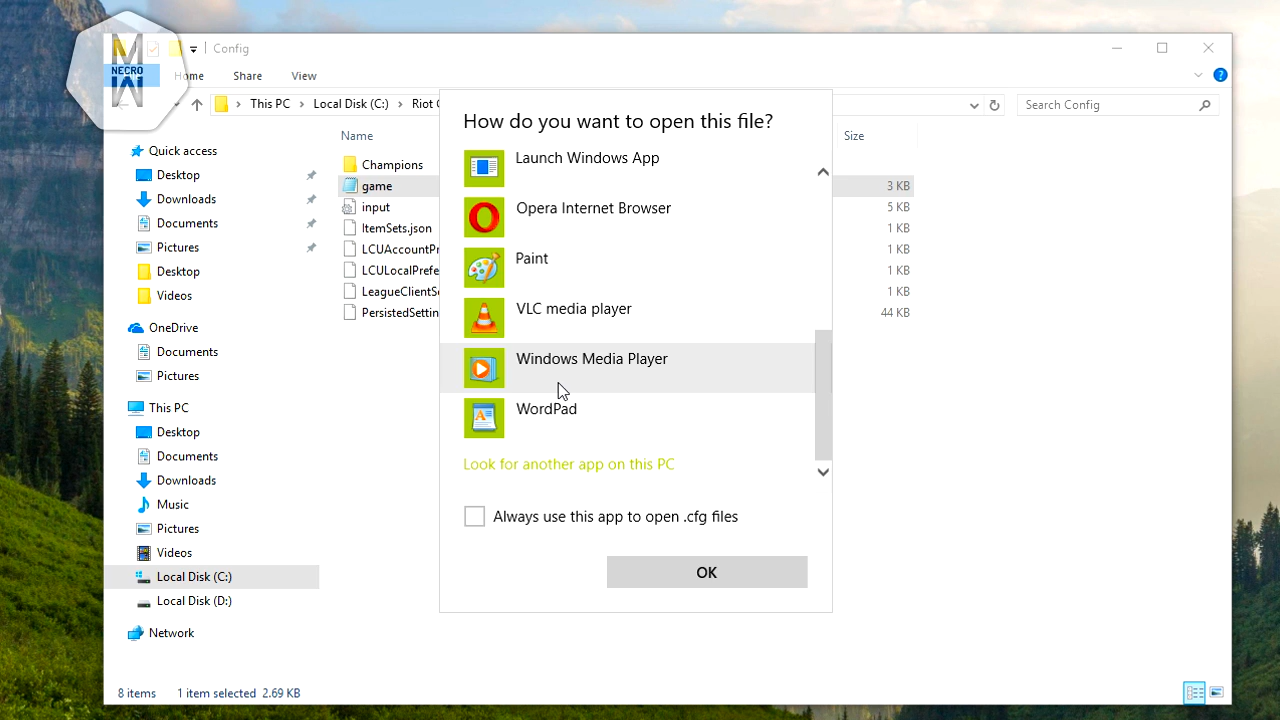 M
NECRO
M
Config
Home
Share
View
This PC
Local Disk (C:)
Riot
Search Config
Name
Size
Quick access
Desktop
Downloads
Documents
Pictures
Desktop
Videos
OneDrive
Documents
Pictures
This PC
Desktop
Documents
Downloads
Music
Pictures
Videos
Local Disk (C:)
Local Disk (D:)
Network
Champions
game 3 KB
input 5 KB
ItemSets.json 1 KB
LCUAccountPr 1 KB
LCULocalPrefe 1 KB
LeagueClientSe 1 KB
PersistedSettin 44 KB
How do you want to open this file?
Launch Windows App
Opera Internet Browser
Paint
VLC media player
Windows Media Player
WordPad
Look for another app on this PC
Always use this app to open .cfg files
OK
8 items 1 item selected 2.69 KB